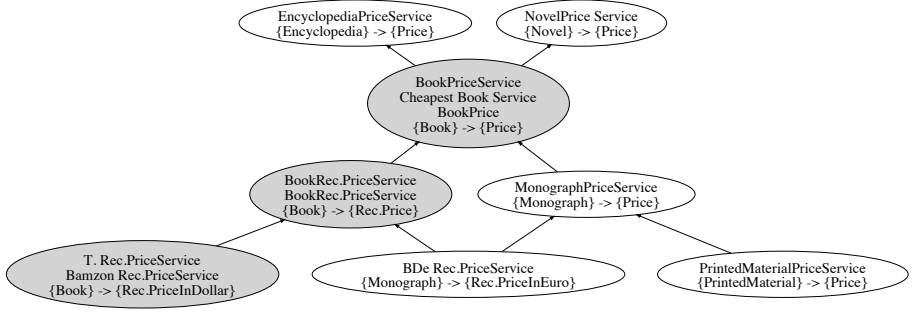 EncyclopediaPriceService
{Encyclopedia} -> {Price}
NovelPrice Service
{Novel} -> {Price}
BookPriceService
Cheapest Book Service
BookPrice
{Book} -> {Price}
BookRec.PriceService
BookRec.PriceService
{Book} -> {Rec.Price}
MonographPriceService
{Monograph} -> {Price}
T. Rec.PriceService
Bamzon Rec.PriceService
{Book} -> {Rec.PriceInDollar}
BDe Rec.PriceService
{Monograph} -> {Rec.PriceInEuro}
PrintedMaterialPriceService
{PrintedMaterial} -> {Price}